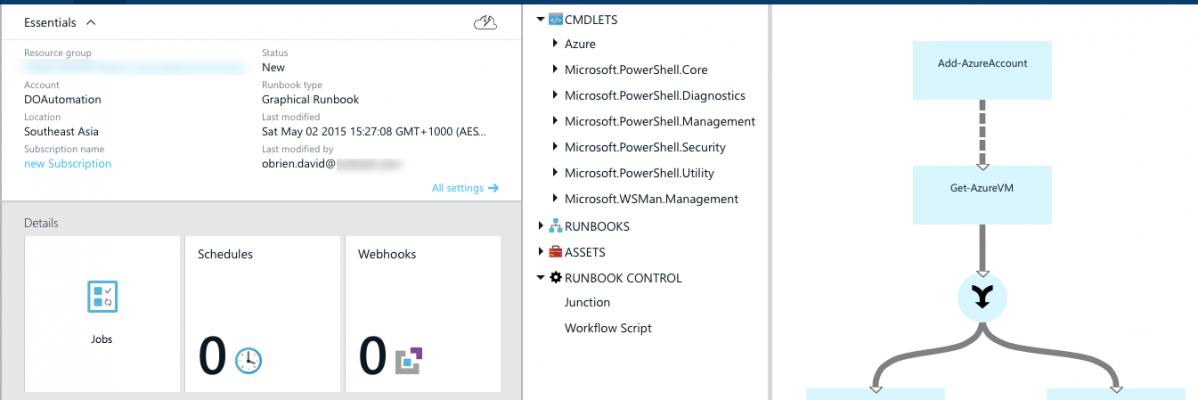 Essentials
Resource group
Status
New
Account
DOAutomation
Runbook type
Graphical Runbook
Location
Southeast Asia
Last modified
Sat May 02 2015 15:27:08 GMT+1000 (AES...
Subscription name
new Subscription
Last modified by
obrien.david@
All settings
Details
Jobs
Schedules
0
Webhooks
0
CMDLETS
Azure
Microsoft.PowerShell.Core
Microsoft.PowerShell.Diagnostics
Microsoft.PowerShell.Management
Microsoft.PowerShell.Security
Microsoft.PowerShell.Utility
Microsoft.WSMan.Management
RUNBOOKS
ASSETS
RUNBOOK CONTROL
Junction
Workflow Script
Add-AzureAccount
Get-AzureVM